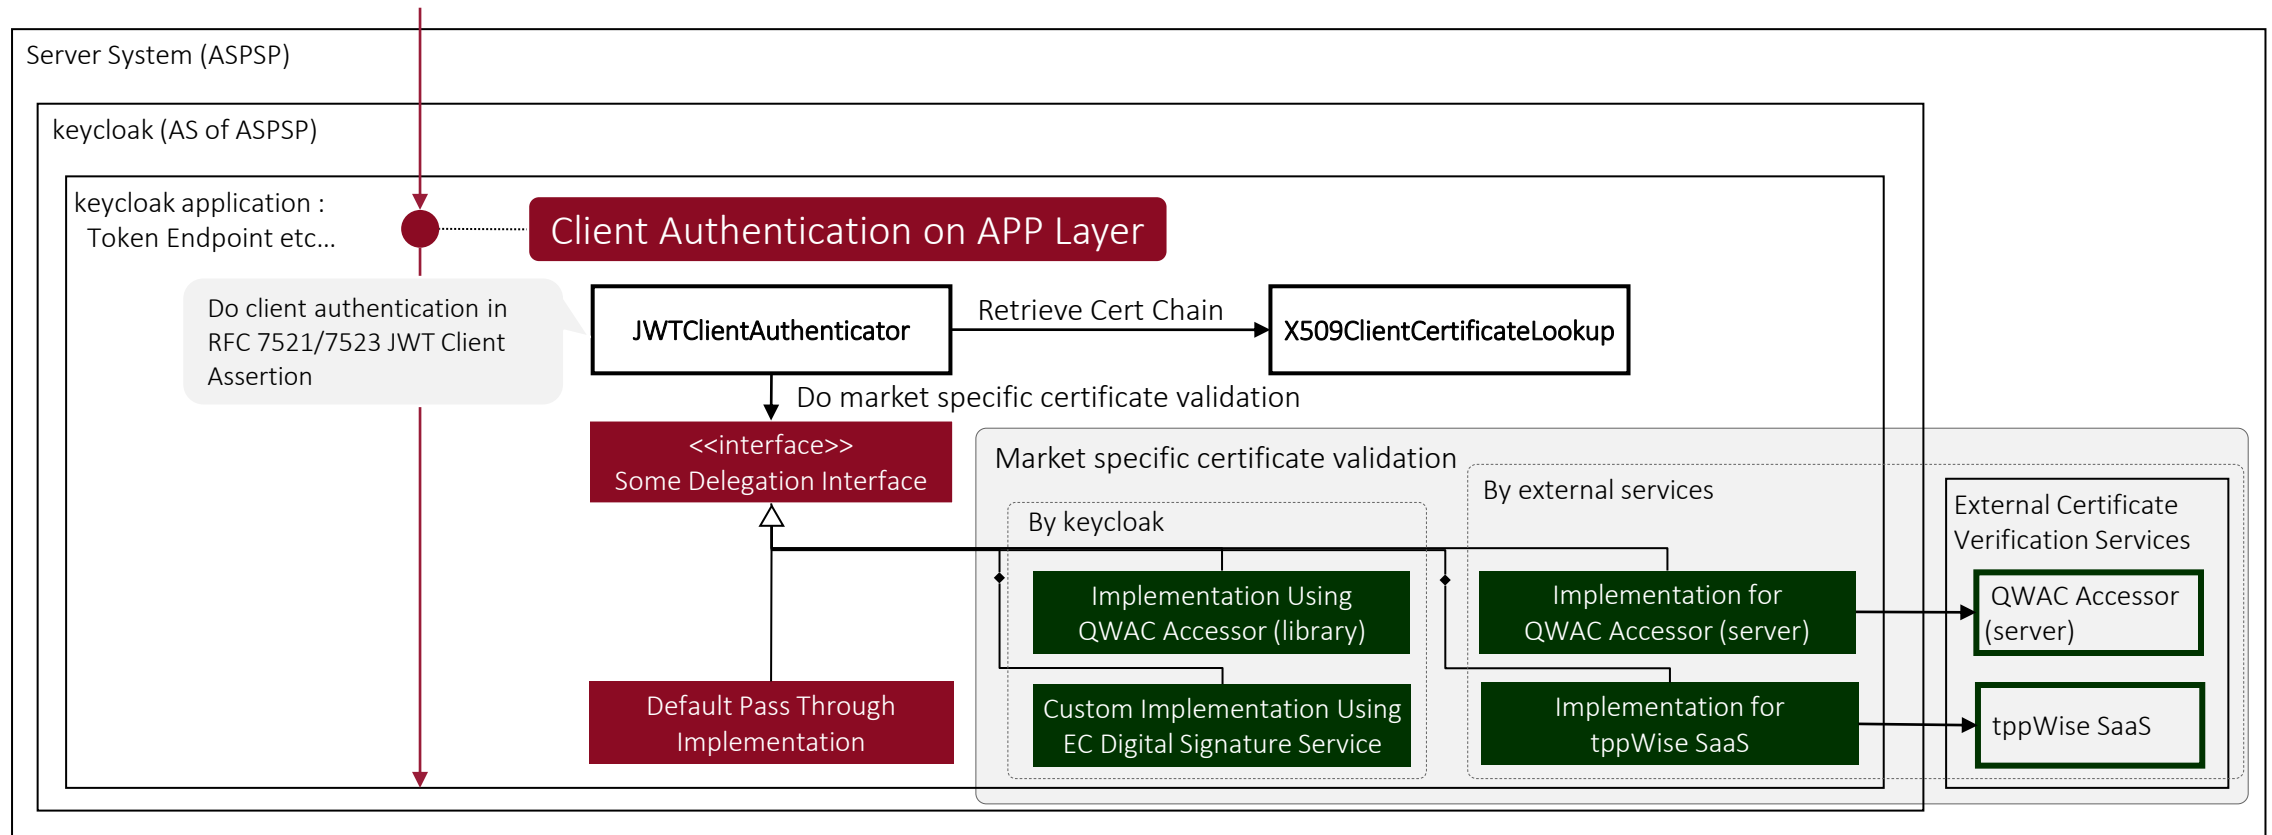 Server System (ASPSP)
keycloak (AS of ASPSP)
keycloak application :
Token Endpoint etc...
Client Authentication on APP Layer
Do client authentication in
RFC 7521/7523 JWT Client
Assertion
JWTClientAuthenticator
Retrieve Cert Chain
X509ClientCertificateLookup
Do market specific certificate validation
<<interface>>
Some Delegation Interface
Market specific certificate validation
By keycloak
By external services
External Certificate
Verification Services
Implementation Using
QWAC Accessor (library)
Implementation for
QWAC Accessor (server)
QWAC Accessor
(server)
Default Pass Through
Implementation
Custom Implementation Using
EC Digital Signature Service
Implementation for
tppWise SaaS
tppWise SaaS